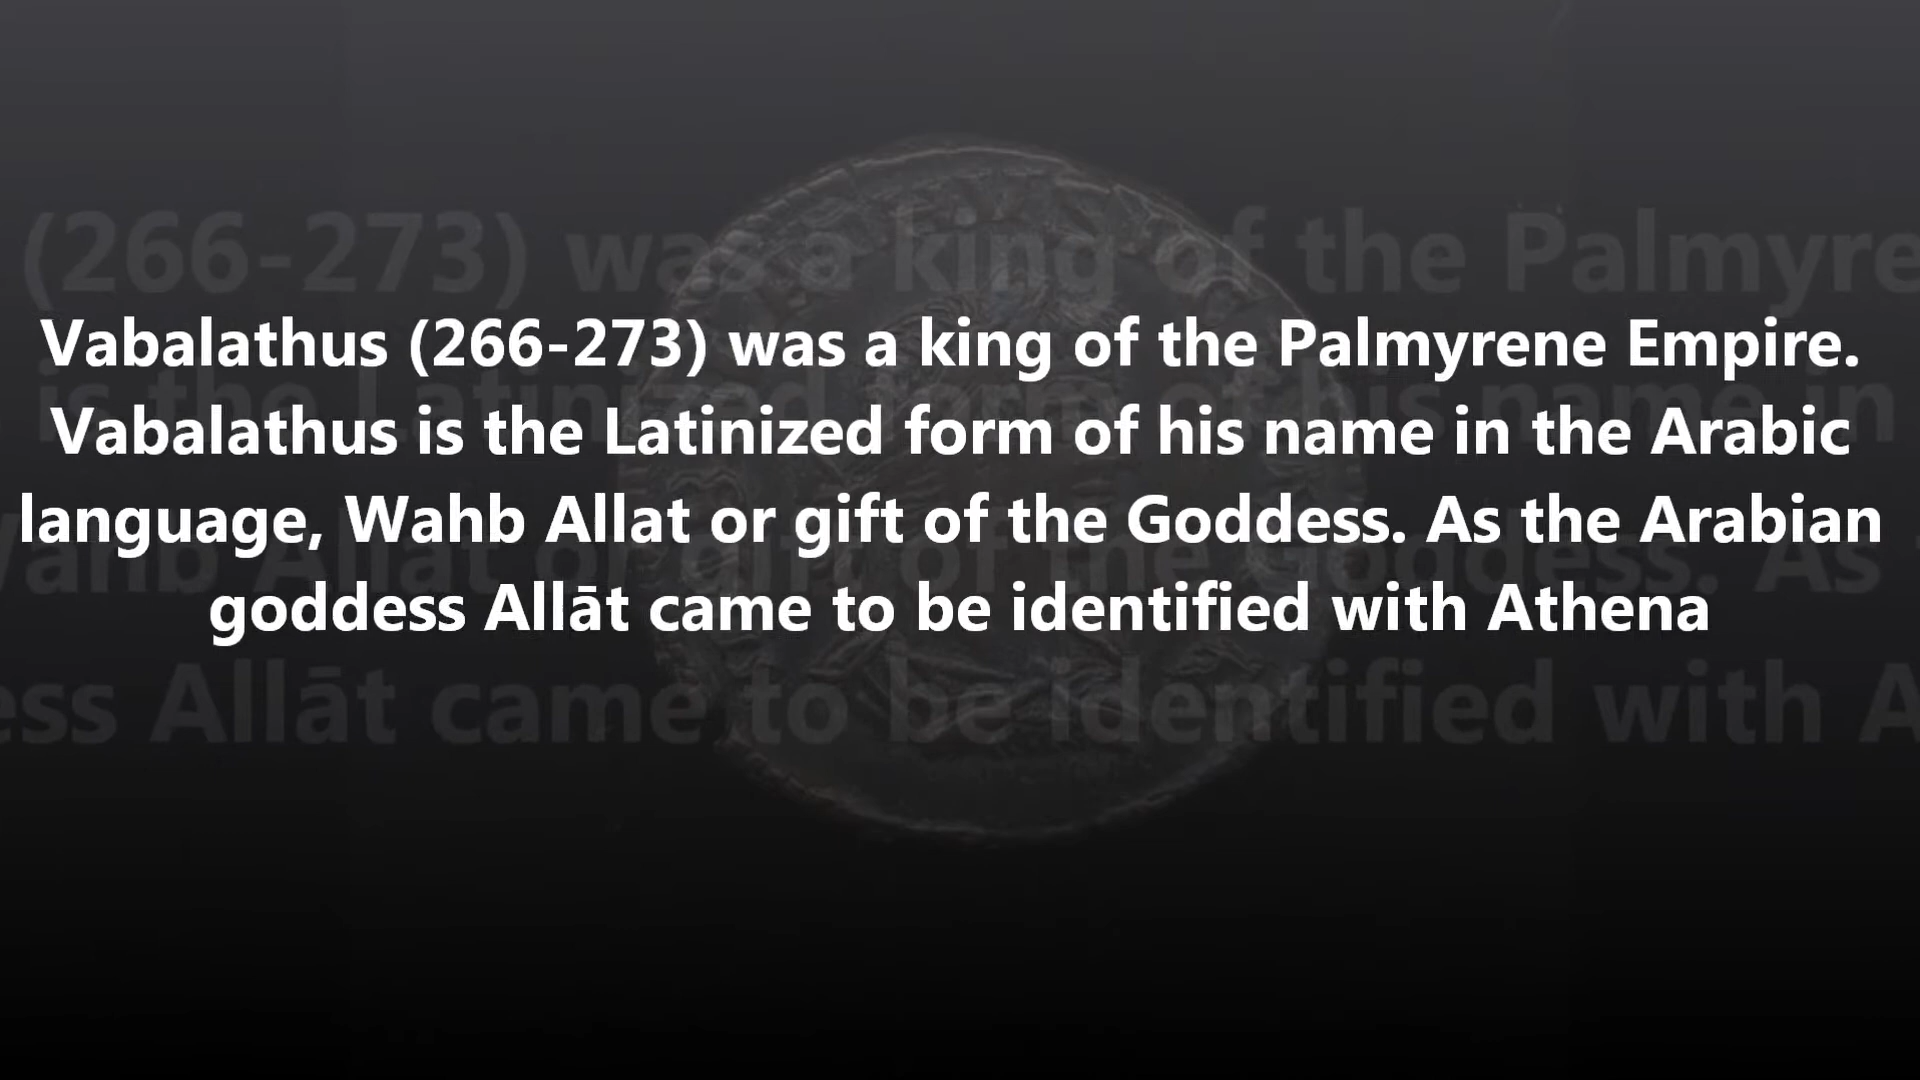 Vabalathus (266-273) was a king of the Palmyrene Empire.
Vabalathus is the Latinized form of his name in the Arabic
language, Wahb Allat or gift of the Goddess. As the Arabian
goddess Allāt came to be identified with Athena